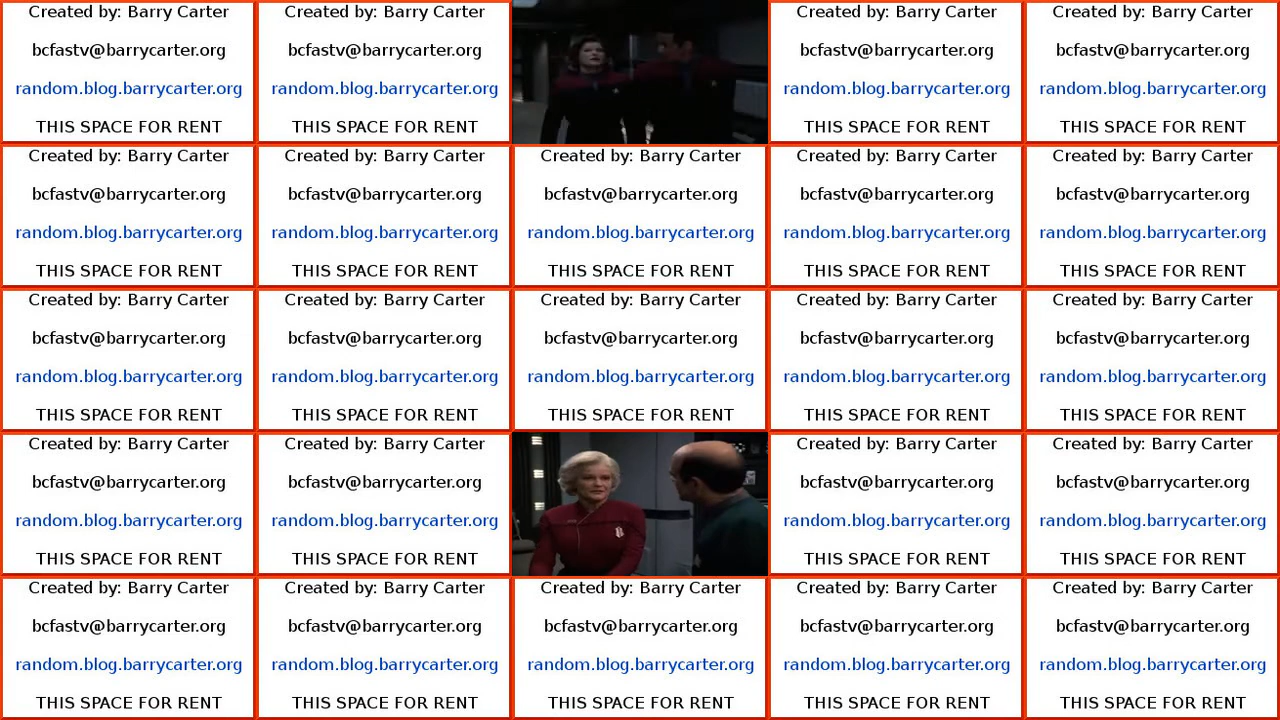 Created by: Barry Carter
bcfastv@barrycarter.org
random.blog.barrycarter.org
THIS SPACE FOR RENT
Created by: Barry Carter
bcfastv@barrycarter.org
random.blog.barrycarter.org
THIS SPACE FOR RENT
Created by: Barry Carter
bcfastv@barrycarter.org
random.blog.barrycarter.org
THIS SPACE FOR RENT
Created by: Barry Carter
bcfastv@barrycarter.org
random.blog.barrycarter.org
THIS SPACE FOR RENT
Created by: Barry Carter
bcfastv@barrycarter.org
random.blog.barrycarter.org
THIS SPACE FOR RENT
Created by: Barry Carter
bcfastv@barrycarter.org
random.blog.barrycarter.org
THIS SPACE FOR RENT
Created by: Barry Carter
bcfastv@barrycarter.org
random.blog.barrycarter.org
THIS SPACE FOR RENT
Created by: Barry Carter
bcfastv@barrycarter.org
random.blog.barrycarter.org
THIS SPACE FOR RENT
Created by: Barry Carter
bcfastv@barrycarter.org
random.blog.barrycarter.org
THIS SPACE FOR RENT
Created by: Barry Carter
bcfastv@barrycarter.org
random.blog.barrycarter.org
THIS SPACE FOR RENT
Created by: Barry Carter
bcfastv@barrycarter.org
random.blog.barrycarter.org
THIS SPACE FOR RENT
Created by: Barry Carter
bcfastv@barrycarter.org
random.blog.barrycarter.org
THIS SPACE FOR RENT
Created by: Barry Carter
bcfastv@barrycarter.org
random.blog.barrycarter.org
THIS SPACE FOR RENT
Created by: Barry Carter
bcfastv@barrycarter.org
random.blog.barrycarter.org
THIS SPACE FOR RENT
Created by: Barry Carter
bcfastv@barrycarter.org
random.blog.barrycarter.org
THIS SPACE FOR RENT
Created by: Barry Carter
bcfastv@barrycarter.org
random.blog.barrycarter.org
THIS SPACE FOR RENT
Created by: Barry Carter
bcfastv@barrycarter.org
random.blog.barrycarter.org
THIS SPACE FOR RENT
Created by: Barry Carter
bcfastv@barrycarter.org
random.blog.barrycarter.org
THIS SPACE FOR RENT
Created by: Barry Carter
bcfastv@barrycarter.org
random.blog.barrycarter.org
THIS SPACE FOR RENT
Created by: Barry Carter
bcfastv@barrycarter.org
random.blog.barrycarter.org
THIS SPACE FOR RENT
Created by: Barry Carter
bcfastv@barrycarter.org
random.blog.barrycarter.org
THIS SPACE FOR RENT
Created by: Barry Carter
bcfastv@barrycarter.org
random.blog.barrycarter.org
THIS SPACE FOR RENT
Created by: Barry Carter
bcfastv@barrycarter.org
random.blog.barrycarter.org
THIS SPACE FOR RENT